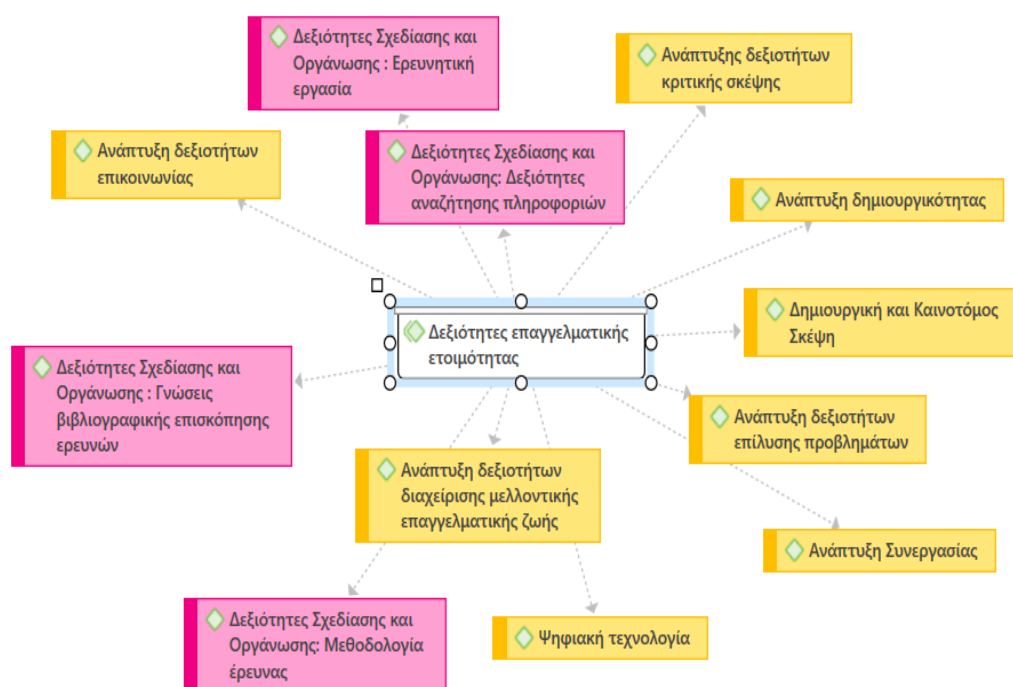 Δεξιότητες Σχεδίασης και
Οργάνωσης : Ερευνητική
εργασία
Ανάπτυξης δεξιοτήτων
κριτικής σκέψης
Ανάπτυξη δεξιοτήτων
επικοινωνίας
Δεξιότητες Σχεδίασης και
Οργάνωσης: Δεξιότητες
αναζήτησης πληροφοριών
Ανάπτυξη δημιουργικότητας
Δεξιότητες επαγγελματικής
ετοιμότητας
Δημιουργική και Καινοτόμος
Σκέψη
Δεξιότητες Σχεδίασης και
Οργάνωσης : Γνώσεις
βιβλιογραφικής επισκόπησης
ερευνών
Ανάπτυξη δεξιοτήτων
επίλυσης προβλημάτων
Ανάπτυξη δεξιοτήτων
διαχείρισης μελλοντικής
επαγγελματικής ζωής
Ανάπτυξη Συνεργασίας
Δεξιότητες Σχεδίασης και
Οργάνωσης: Μεθοδολογία
έρευνας
Ψηφιακή τεχνολογία